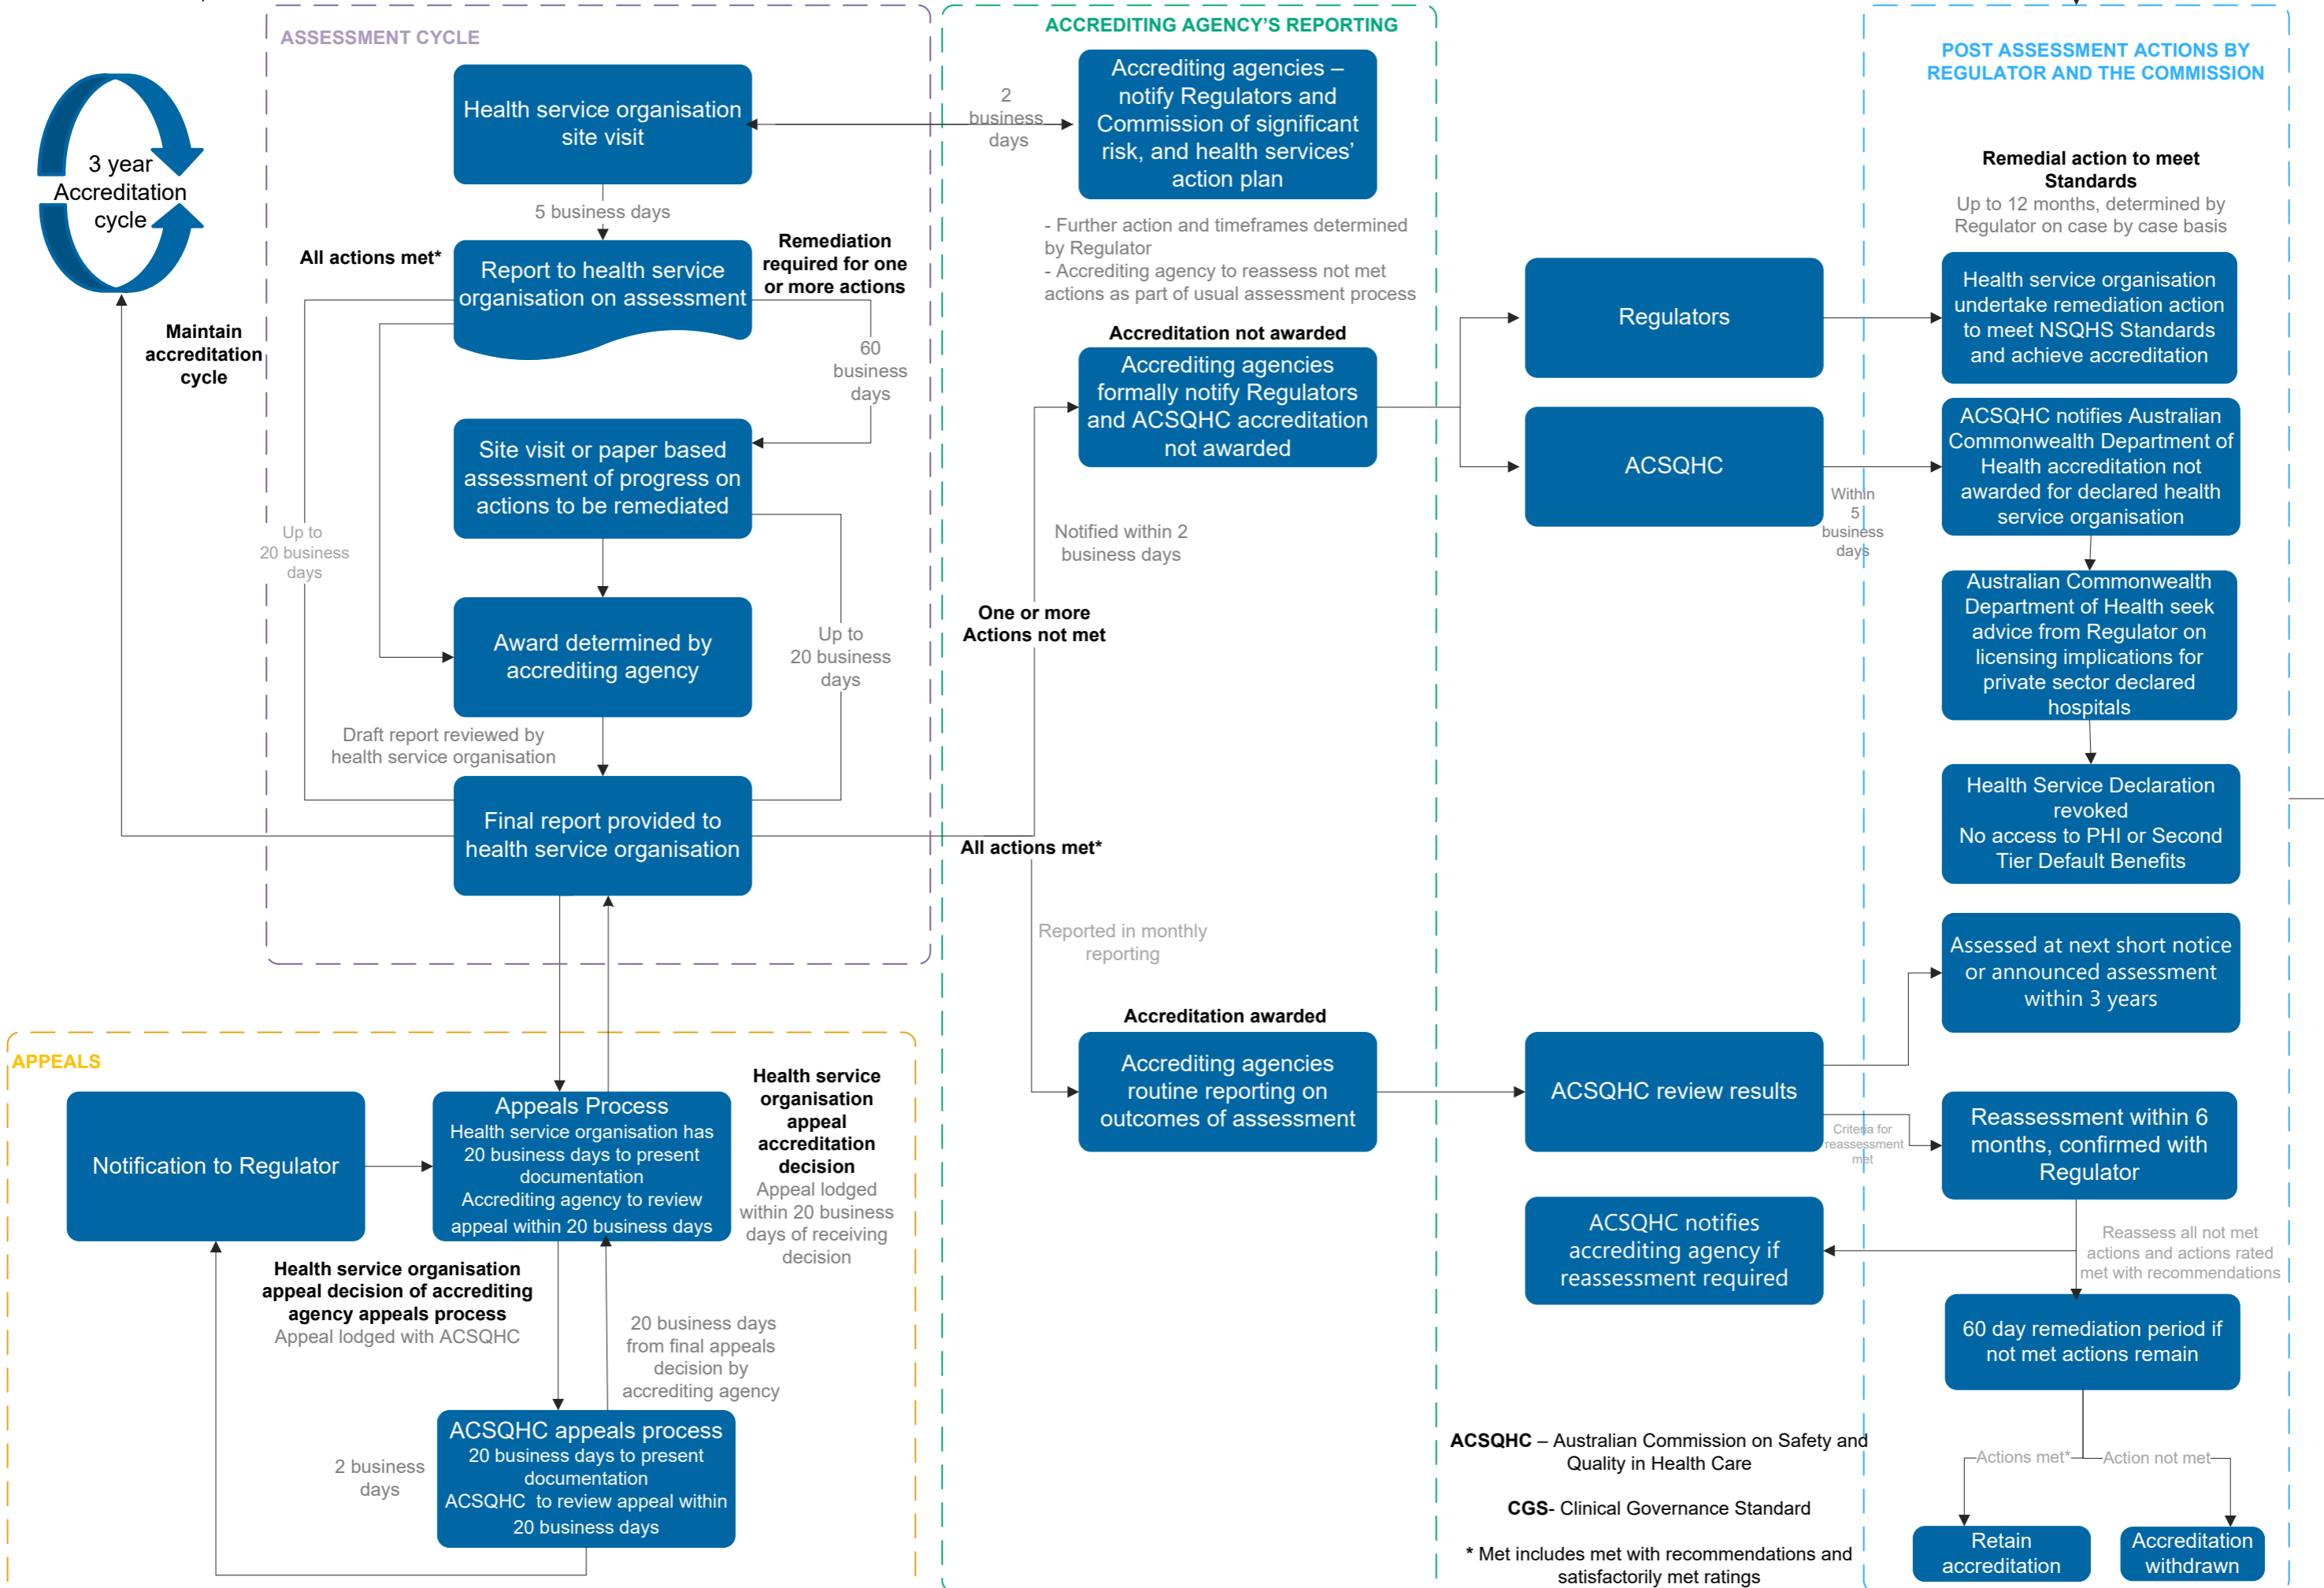 ASSESSMENT CYCLE
3 year
Accreditation
cycle
Maintain
accreditation
cycle
Health service organisation
site visit
5 business days
All actions met*
Report to health service
organisation on assessment
Remediation
required for one
or more actions
60
business
days
Site visit or paper based
assessment of progress on
actions to be remediated
Up to
20 business
days
Award determined by
accrediting agency
Up to
20 business
days
Draft report reviewed by
health service organisation
Final report provided to
health service organisation
APPEALS
Notification to Regulator
Appeals Process
Health service organisation has
20 business days to present
documentation
Accrediting agency to review
appeal within 20 business days
Health service
organisation
appeal
accreditation
decision
Appeal lodged
within 20 business
days of receiving
decision
Health service organisation
appeal decision of accrediting
agency appeals process
Appeal lodged with ACSQHC
20 business days
from final appeals
decision by
accrediting agency
2 business
days
ACSQHC appeals process
20 business days to present
documentation
ACSQHC to review appeal within
20 business days
ACCREDITING AGENCY'S REPORTING
2
business
days
Accrediting agencies –
notify Regulators and
Commission of significant
risk, and health services'
action plan
- Further action and timeframes determined
by Regulator
- Accrediting agency to reassess not met
actions as part of usual assessment process
Accreditation not awarded
Accrediting agencies
formally notify Regulators
and ACSQHC accreditation
not awarded
Notified within 2
business days
One or more
Actions not met
All actions met*
Reported in monthly
reporting
Accreditation awarded
Accrediting agencies
routine reporting on
outcomes of assessment
Regulators
ACSQHC
Within
5
business
days
ACSQHC review results
Criteria for
reassessment
met
ACSQHC notifies
accrediting agency if
reassessment required
ACSQHC – Australian Commission on Safety and
Quality in Health Care
CGS- Clinical Governance Standard
* Met includes met with recommendations and
satisfactorily met ratings
POST ASSESSMENT ACTIONS BY
REGULATOR AND THE COMMISSION
Remedial action to meet
Standards
Up to 12 months, determined by
Regulator on case by case basis
Health service organisation
undertake remediation action
to meet NSQHS Standards
and achieve accreditation
ACSQHC notifies Australian
Commonwealth Department of
Health accreditation not
awarded for declared health
service organisation
Australian Commonwealth
Department of Health seek
advice from Regulator on
licensing implications for
private sector declared
hospitals
Health Service Declaration
revoked
No access to PHI or Second
Tier Default Benefits
Assessed at next short notice
or announced assessment
within 3 years
Reassessment within 6
months, confirmed with
Regulator
Reassess all not met
actions and actions rated
met with recommendations
60 day remediation period if
not met actions remain
Actions met*
Action not met
Retain
accreditation
Accreditation
withdrawn